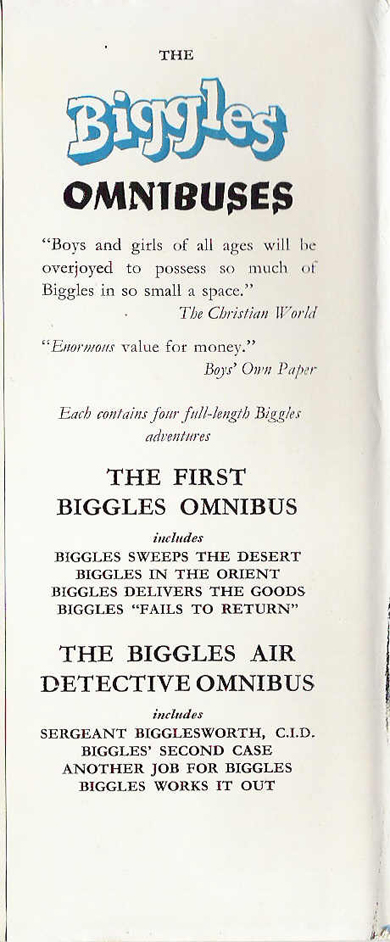 THE
Biggles
OMNIBUSES
“Boys and girls of all ages will be
overjoyed to possess so much of
Biggles in so small a space.”
The Christian World
“Enormous value for money.”
Boys’ Own Paper
Each contains four full-length Biggles
adventures
THE FIRST
BIGGLES OMNIBUS
includes
BIGGLES SWEEPS THE DESERT
BIGGLES IN THE ORIENT
BIGGLES DELIVERS THE GOODS
BIGGLES “FAILS TO RETURN”
THE BIGGLES AIR
DETECTIVE OMNIBUS
includes
SERGEANT BIGGLESWORTH, C.I.D.
BIGGLES’ SECOND CASE
ANOTHER JOB FOR BIGGLES
BIGGLES WORKS IT OUT